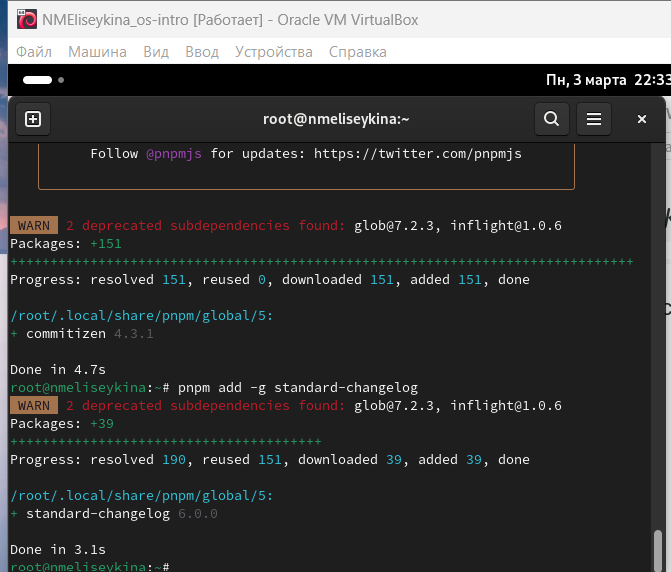 NMEliseykina_os-intro [Работает] - Oracle VM VirtualBox
Файл Машина Вид Ввод Устройства Справка
Пн, 3 марта 22:33
root@nmeliseykina:~
Follow @pnpmjs for updates: https://twitter.com/pnpmjs
WARN 2 deprecated subdependencies found: glob@7.2.3, inflight@1.0.6
Packages: +151
++++++++++++++++++++++++++++++++++++++++++++++++++++++++++++++++++++++++++++++
Progress: resolved 151, reused 0, downloaded 151, added 151, done
/root/.local/share/pnpm/global/5:
+ commitizen 4.3.1
Done in 4.7s
root@nmeliseykina:~# pnpm add -g standard-changelog
WARN 2 deprecated subdependencies found: glob@7.2.3, inflight@1.0.6
Packages: +39
+++++++++++++++++++++++++++++++++++++++
Progress: resolved 190, reused 151, downloaded 39, added 39, done
/root/.local/share/pnpm/global/5:
+ standard-changelog 6.0.0
Done in 3.1s
root@nmeliseykina:~#